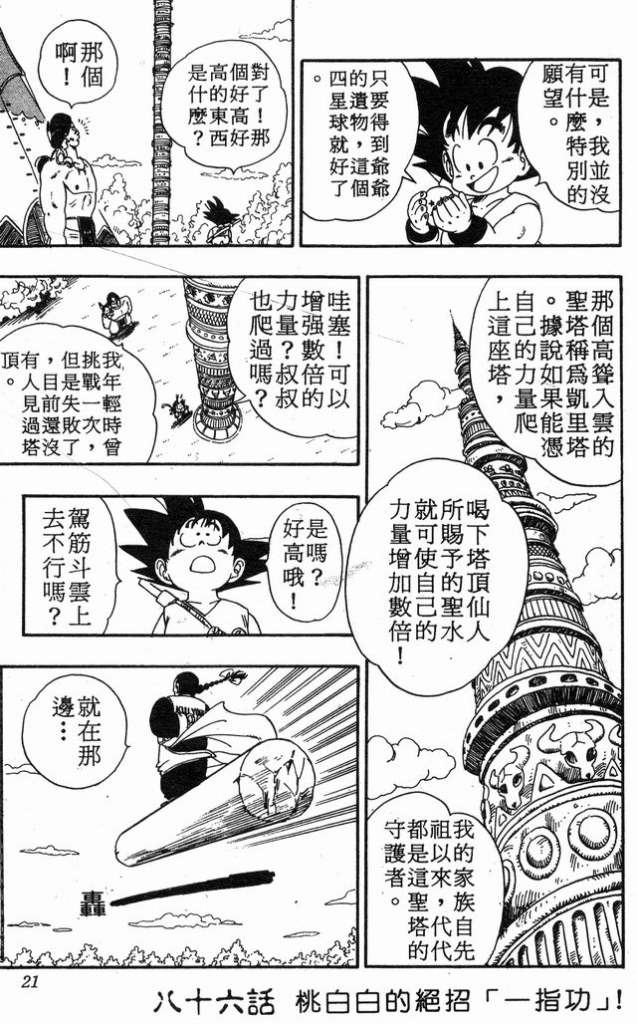 可是，我並沒
有什麼特別的
願望。
只要得到爺爺
的遺物，這個
四星球就好了
。
對了！那
個好高好
高的東西
是什麼？
那個
啊！
那個高聳入雲的
聖塔稱爲凱里塔
。據說如果能憑
自己的力量爬
上這座塔，
喝下塔頂仙人
所賜予的聖水
就可使自己的
力量增加數倍！
我的家族自先
祖以來，代代
都是這聖塔的
守護者。
哇塞！可以
增强數倍的
力量？叔叔
也爬過嗎？
我年輕時曾
挑戰一次，
但是失敗了
，目前還沒
有人見過塔
頂。
是嗎？
好高哦！
駕筋斗雲上
去不行嗎？
就在那
邊…
轟
21
八十六話 桃白白的絕招「一指功」！